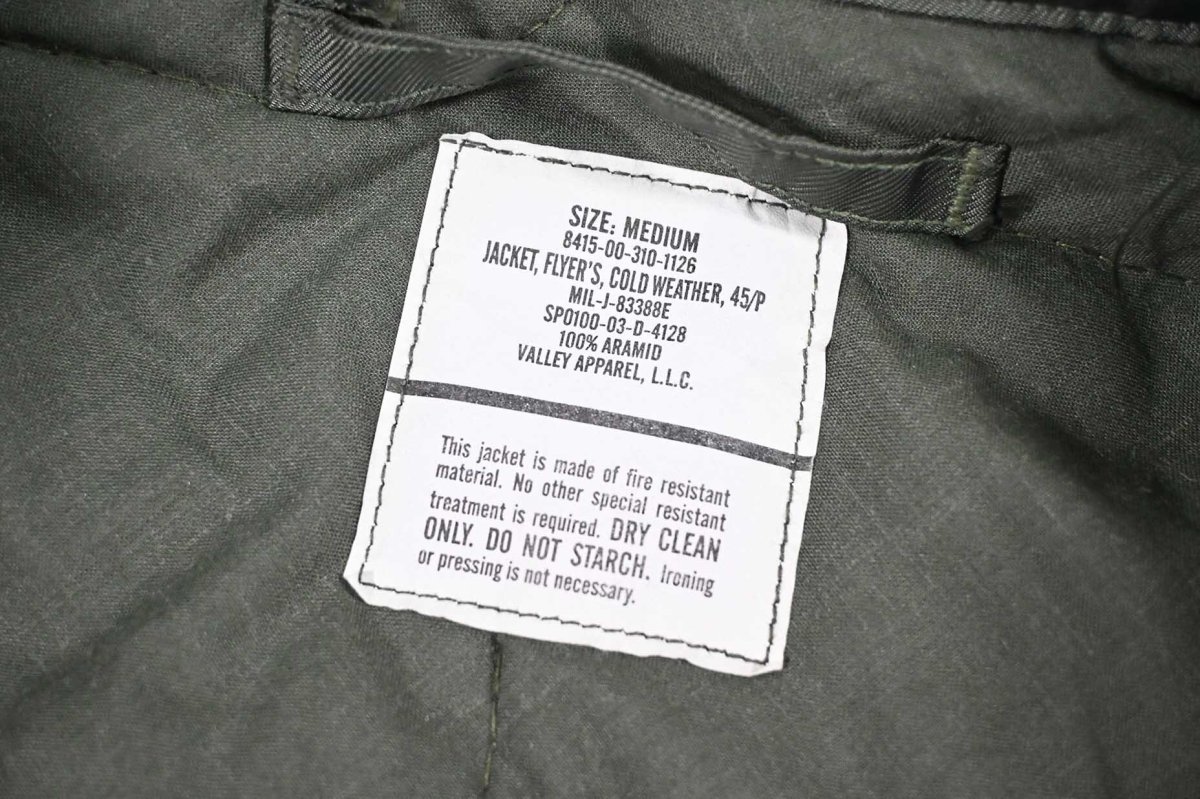 SIZE: MEDIUM
8415-00-310-1126
JACKET, FLYER'S, COLD WEATHER, 45/P
MIL-J-83388E
SP0100-03-D-4128
100% ARAMID
VALLEY APPAREL, L.L.C.
This jacket is made of fire resistant
material. No other special resistant
treatment is required. DRY CLEAN
ONLY. DO NOT STARCH. Ironing
or pressing is not necessary.